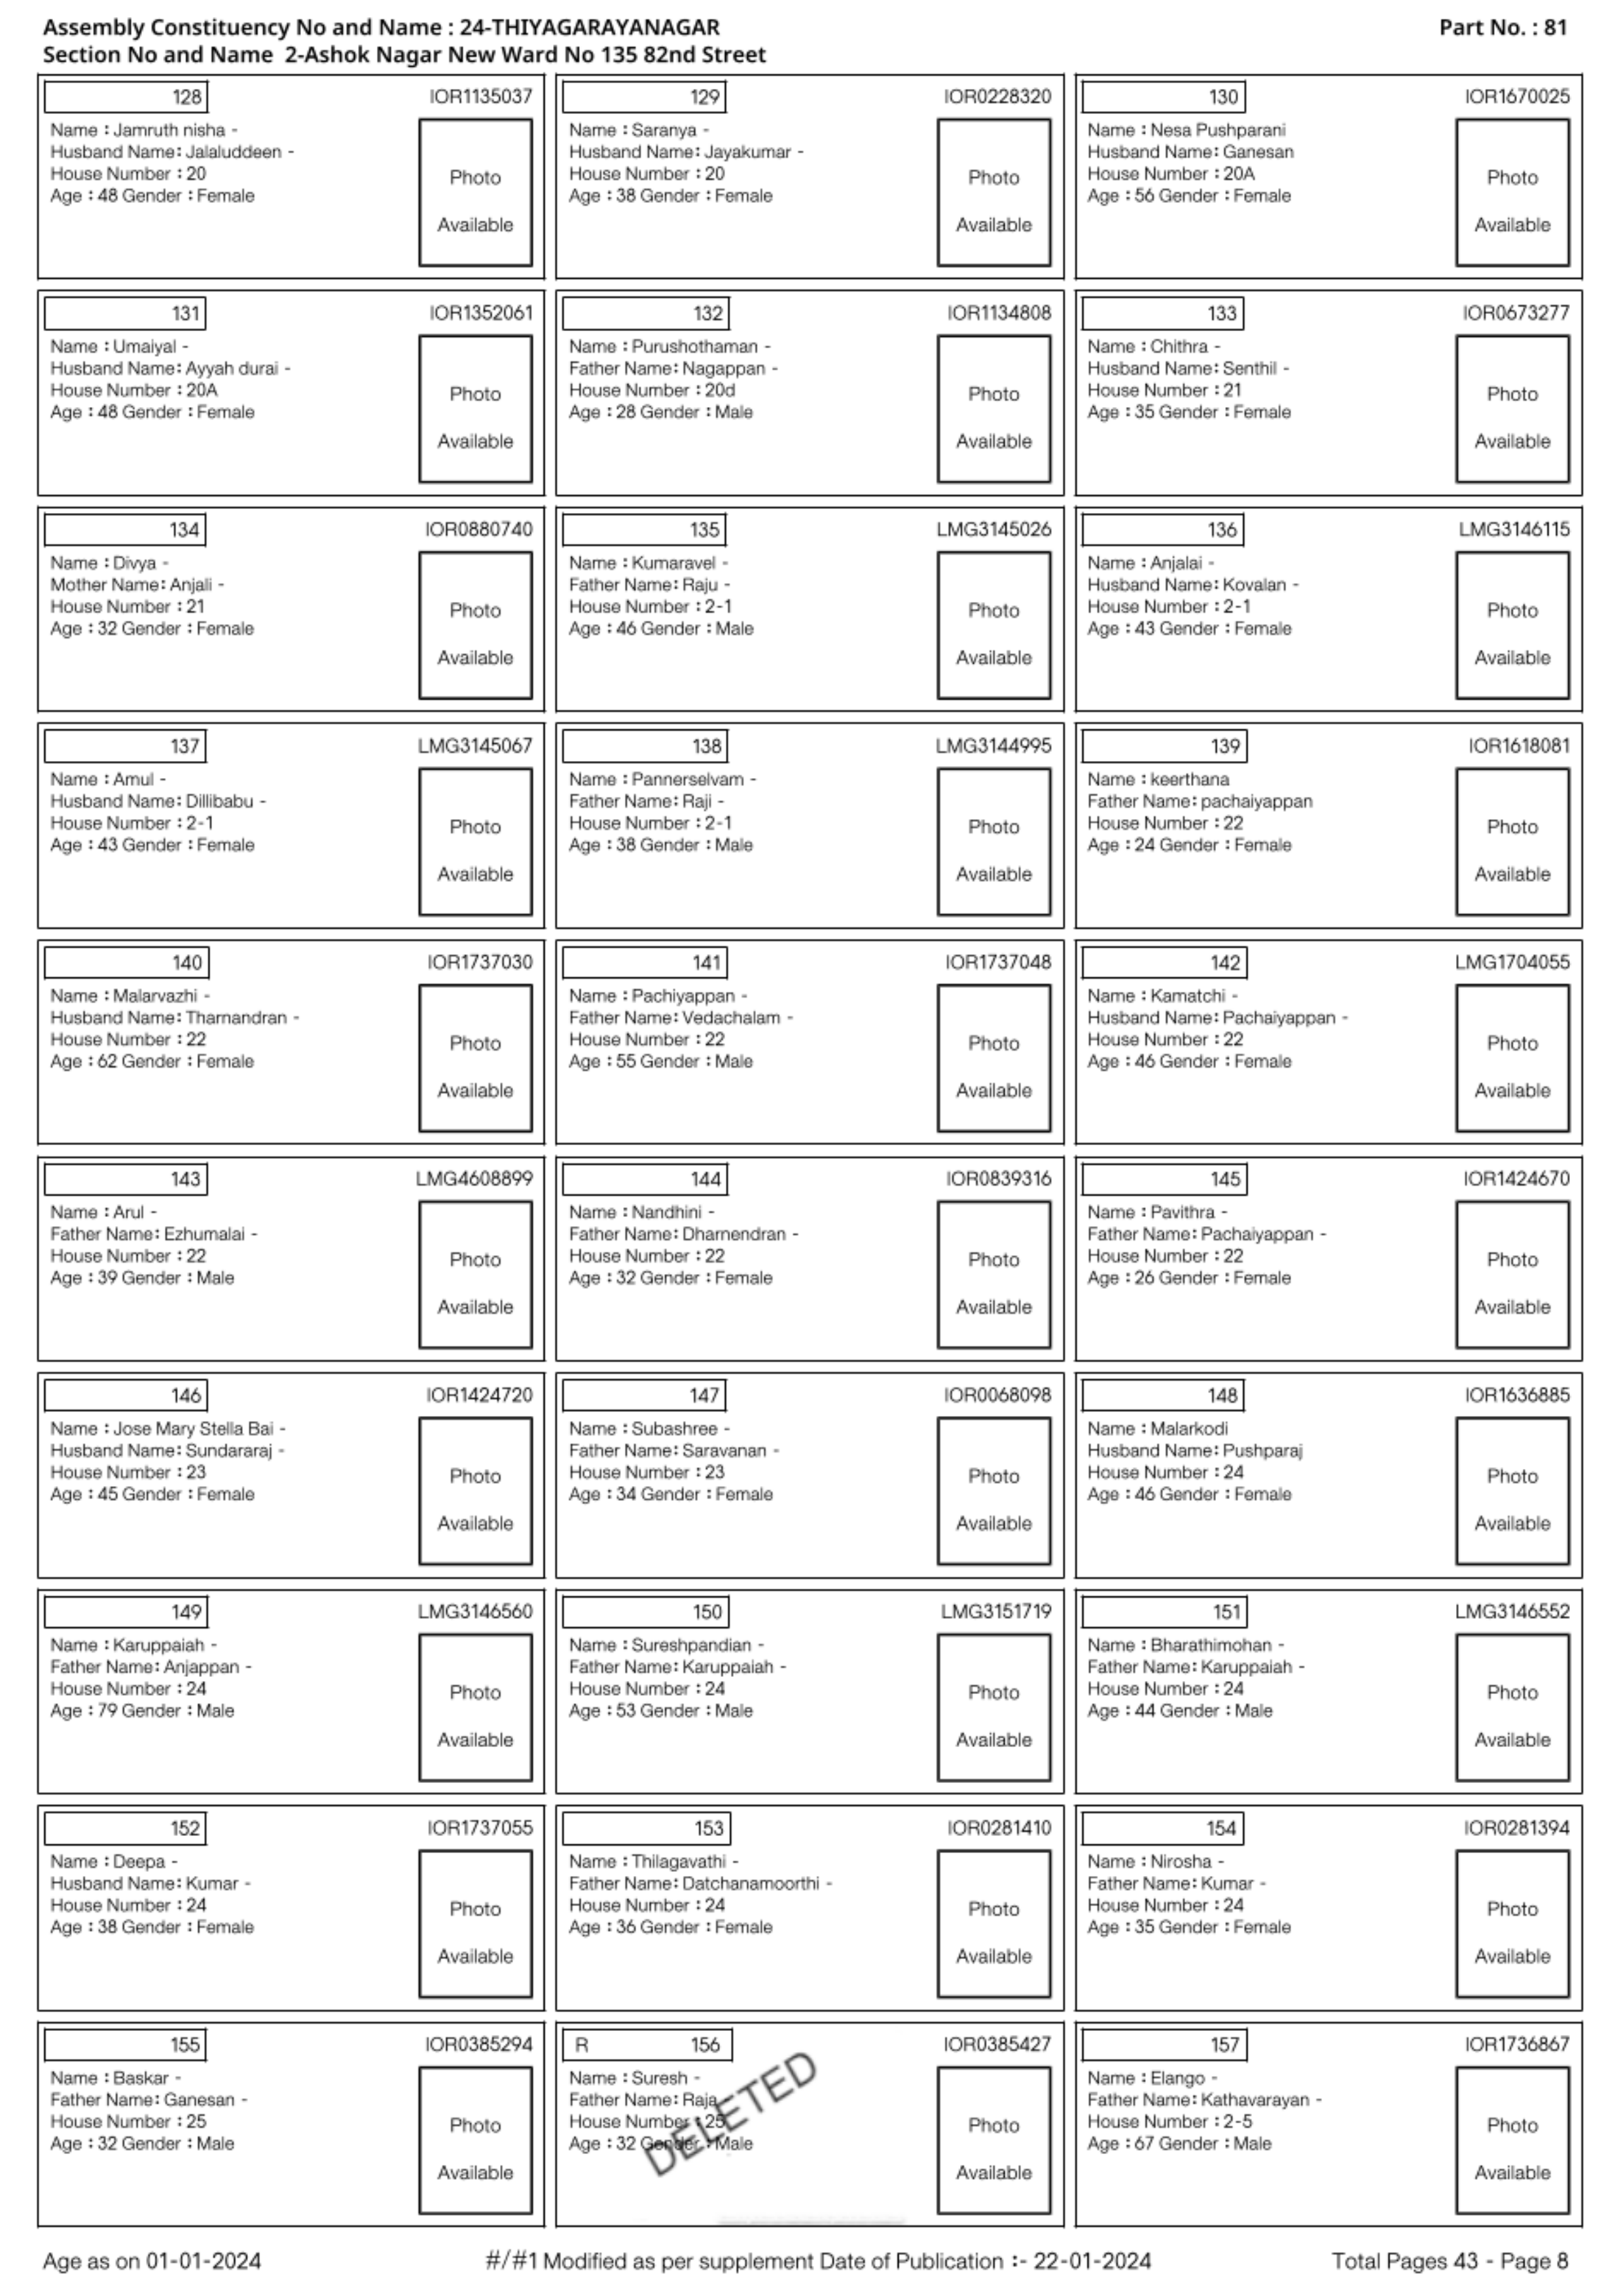 Assembly Constituency No and Name : 24-THIYAGARAYANAGAR
Part No. : 81
Section No and Name 2-Ashok Nagar New Ward No 135 82nd Street
128 IOR1135037
Name : Jamruth nisha -
Husband Name: Jalaluddeen -
House Number : 20
Age : 48 Gender : Female
Photo
Available
129 IOR0228320
Name : Saranya -
Husband Name: Jayakumar -
House Number : 20
Age : 38 Gender : Female
Photo
Available
130 IOR1670025
Name : Nesa Pushparani
Husband Name: Ganesan
House Number : 20A
Age : 56 Gender : Female
Photo
Available
131 IOR1352061
Name : Umaiyal -
Husband Name: Ayyah durai -
House Number : 20A
Age : 48 Gender : Female
Photo
Available
132 IOR1134808
Name : Purushothaman -
Father Name: Nagappan -
House Number : 20d
Age : 28 Gender : Male
Photo
Available
133 IOR0673277
Name : Chithra -
Husband Name: Senthil -
House Number : 21
Age : 35 Gender : Female
Photo
Available
134 IOR0880740
Name : Divya -
Mother Name: Anjali -
House Number : 21
Age : 32 Gender : Female
Photo
Available
135 LMG3145026
Name : Kumaravel -
Father Name: Raju -
House Number : 2-1
Age : 46 Gender : Male
Photo
Available
136 LMG3146115
Name : Anjalai -
Husband Name: Kovalan -
House Number : 2-1
Age : 43 Gender : Female
Photo
Available
137 LMG3145067
Name : Amul -
Husband Name: Dillibabu -
House Number : 2-1
Age : 43 Gender : Female
Photo
Available
138 LMG3144995
Name : Pannerselvam -
Father Name: Raji -
House Number : 2-1
Age : 38 Gender : Male
Photo
Available
139 IOR1618081
Name : keerthana
Father Name: pachaiyappan
House Number : 22
Age : 24 Gender : Female
Photo
Available
140 IOR1737030
Name : Malarvazhi -
Husband Name: Tharnandran -
House Number : 22
Age : 62 Gender : Female
Photo
Available
141 IOR1737048
Name : Pachiyappan -
Father Name: Vedachalam -
House Number : 22
Age : 55 Gender : Male
Photo
Available
142 LMG1704055
Name : Kamatchi -
Husband Name: Pachaiyappan -
House Number : 22
Age : 46 Gender : Female
Photo
Available
143 LMG4608899
Name : Arul -
Father Name: Ezhumalai -
House Number : 22
Age : 39 Gender : Male
Photo
Available
144 IOR0839316
Name : Nandhini -
Father Name: Dharnendran -
House Number : 22
Age : 32 Gender : Female
Photo
Available
145 IOR1424670
Name : Pavithra -
Father Name: Pachaiyappan -
House Number : 22
Age : 26 Gender : Female
Photo
Available
146 IOR1424720
Name : Jose Mary Stella Bai -
Husband Name: Sundararaj -
House Number : 23
Age : 45 Gender : Female
Photo
Available
147 IOR0068098
Name : Subashree -
Father Name: Saravanan -
House Number : 23
Age : 34 Gender : Female
Photo
Available
148 IOR1636885
Name : Malarkodi
Husband Name: Pushparaj
House Number : 24
Age : 46 Gender : Female
Photo
Available
149 LMG3146560
Name : Karuppaiah -
Father Name: Anjappan -
House Number : 24
Age : 79 Gender : Male
Photo
Available
150 LMG3151719
Name : Sureshpandian -
Father Name: Karuppaiah -
House Number : 24
Age : 53 Gender : Male
Photo
Available
151 LMG3146552
Name : Bharathimohan -
Father Name: Karuppaiah -
House Number : 24
Age : 44 Gender : Male
Photo
Available
152 IOR1737055
Name : Deepa -
Husband Name: Kumar -
House Number : 24
Age : 38 Gender : Female
Photo
Available
153 IOR0281410
Name : Thilagavathi -
Father Name: Datchanamoorthi -
House Number : 24
Age : 36 Gender : Female
Photo
Available
154 IOR0281394
Name : Nirosha -
Father Name: Kumar -
House Number : 24
Age : 35 Gender : Female
Photo
Available
155 IOR0385294
Name : Baskar -
Father Name: Ganesan -
House Number : 25
Age : 32 Gender : Male
Photo
Available
R 156 IOR0385427
Name : Suresh -
Father Name: Raja
House Number : 25
Age : 32 Gender : Male
DELETED
Photo
Available
157 IOR1736867
Name : Elango -
Father Name: Kathavarayan -
House Number : 2-5
Age : 67 Gender : Male
Photo
Available
Age as on 01-01-2024
#/#1 Modified as per supplement Date of Publication :- 22-01-2024
Total Pages 43 - Page 8